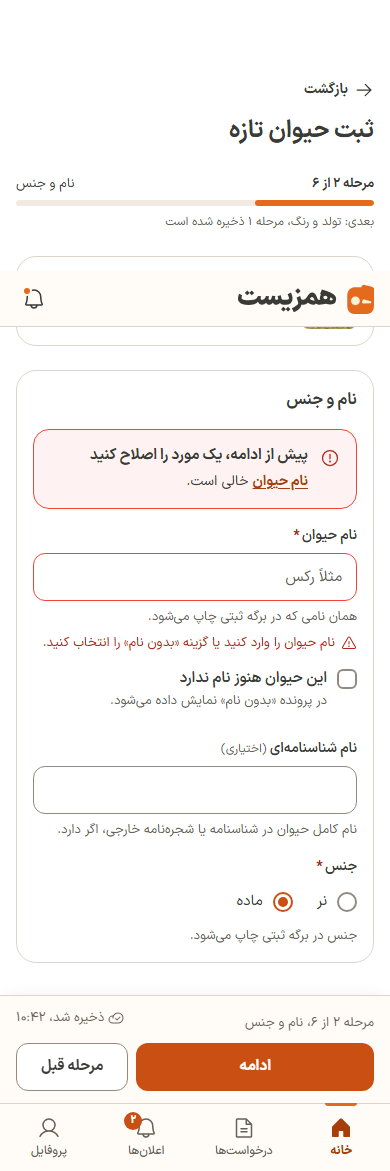 بازگشت
ثبت حیوان تازه
مرحله ۲ از ۶
نام و جنس
بعدی: تولد و رنگ، مرحله ۱ ذخیره شده است
همزیست
نام و جنس
پیش از ادامه، یک مورد را اصلاح کنید
نام حیوان خالی است.
نام حیوان *
مثلاً رکس
همان نامی که در برگه ثبتی چاپ می‌شود.
نام حیوان را وارد کنید یا گزینه «بدون نام» را انتخاب کنید.
این حیوان هنوز نام ندارد
در پرونده «بدون نام» نمایش داده می‌شود.
نام شناسنامه‌ای (اختیاری)
نام کامل حیوان در شناسنامه یا شجره‌نامه خارجی، اگر دارد.
جنس *
نر
ماده
جنس در برگه ثبتی چاپ می‌شود.
مرحله ۲ از ۶، نام و جنس
ذخیره شد، ۱۰:۴۲
ادامه
مرحله قبل
خانه
درخواست‌ها
۲
اعلان‌ها
پروفایل